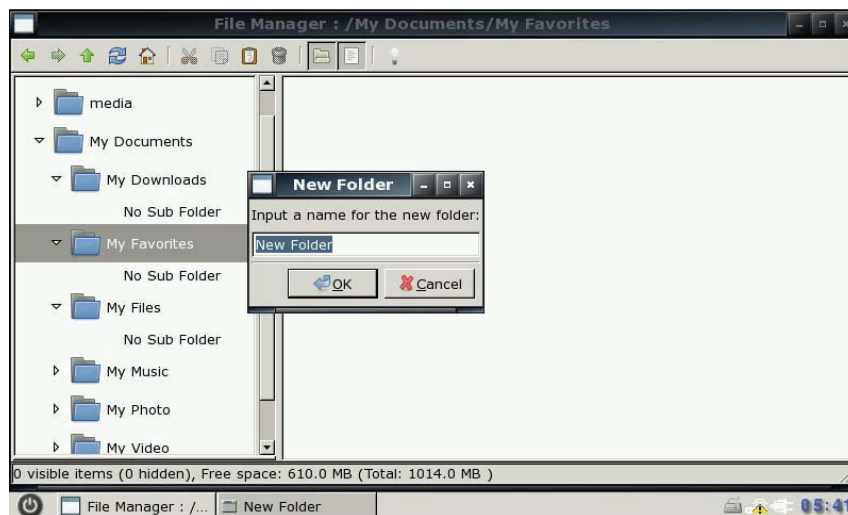 File Manager : /My Documents/My Favorites
media
My Documents
My Downloads
No Sub Folder
My Favorites
No Sub Folder
My Files
No Sub Folder
My Music
My Photo
My Video
New Folder
Input a name for the new folder:
New Folder
OK
Cancel
0 visible items (0 hidden), Free space: 610.0 MB (Total: 1014.0 MB )
File Manager : /...
New Folder
05:41